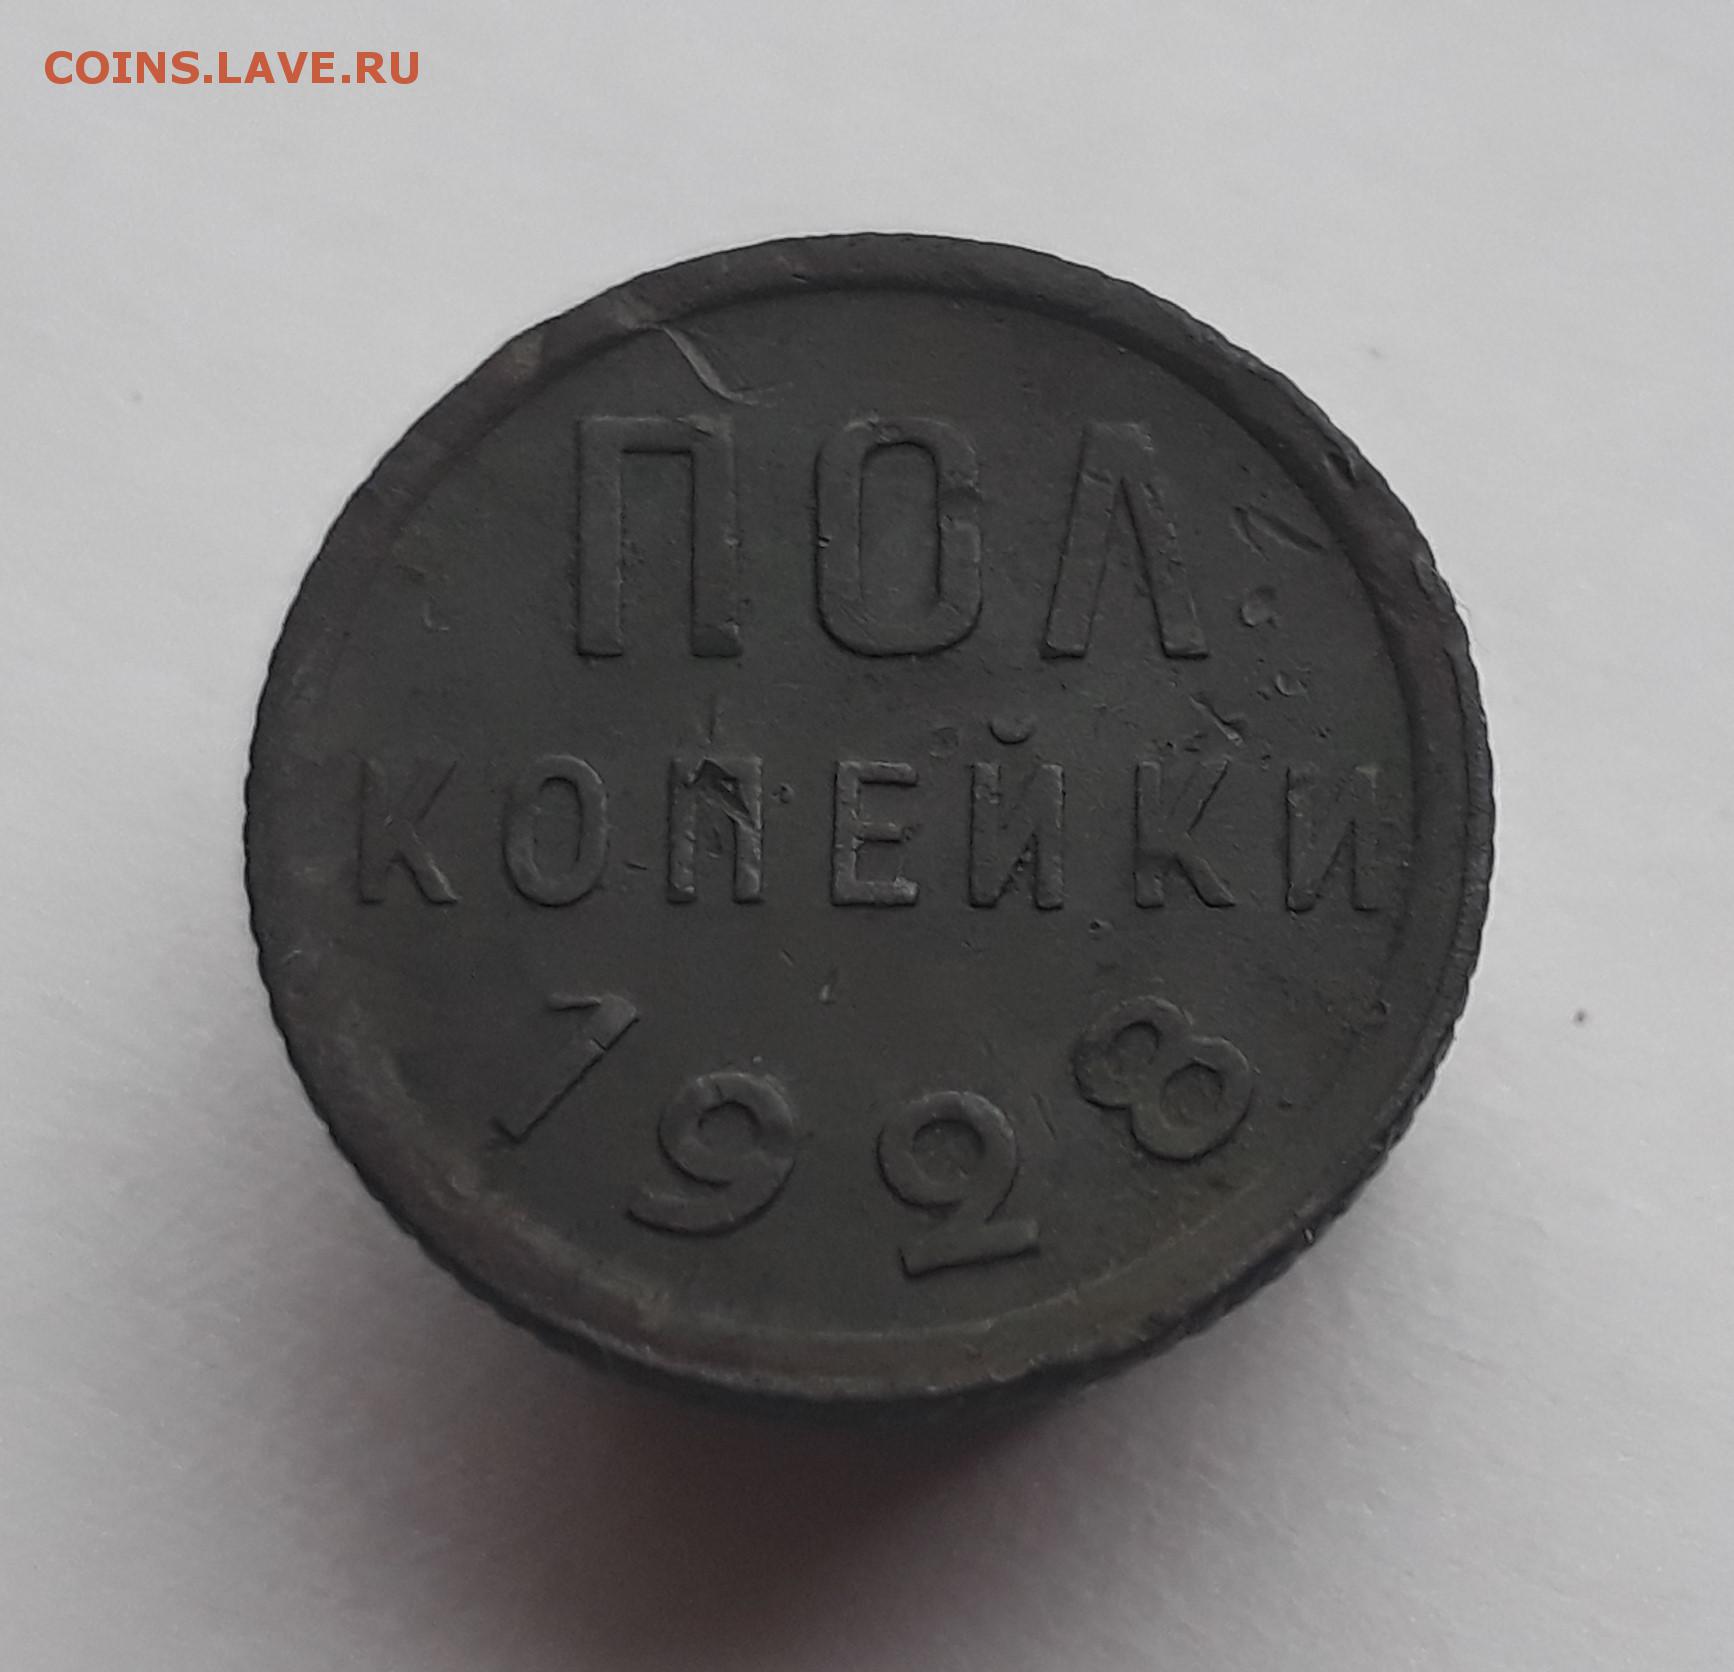 COINS.LAVE.RU
ПОЛ
КОПЕЙКИ
1928